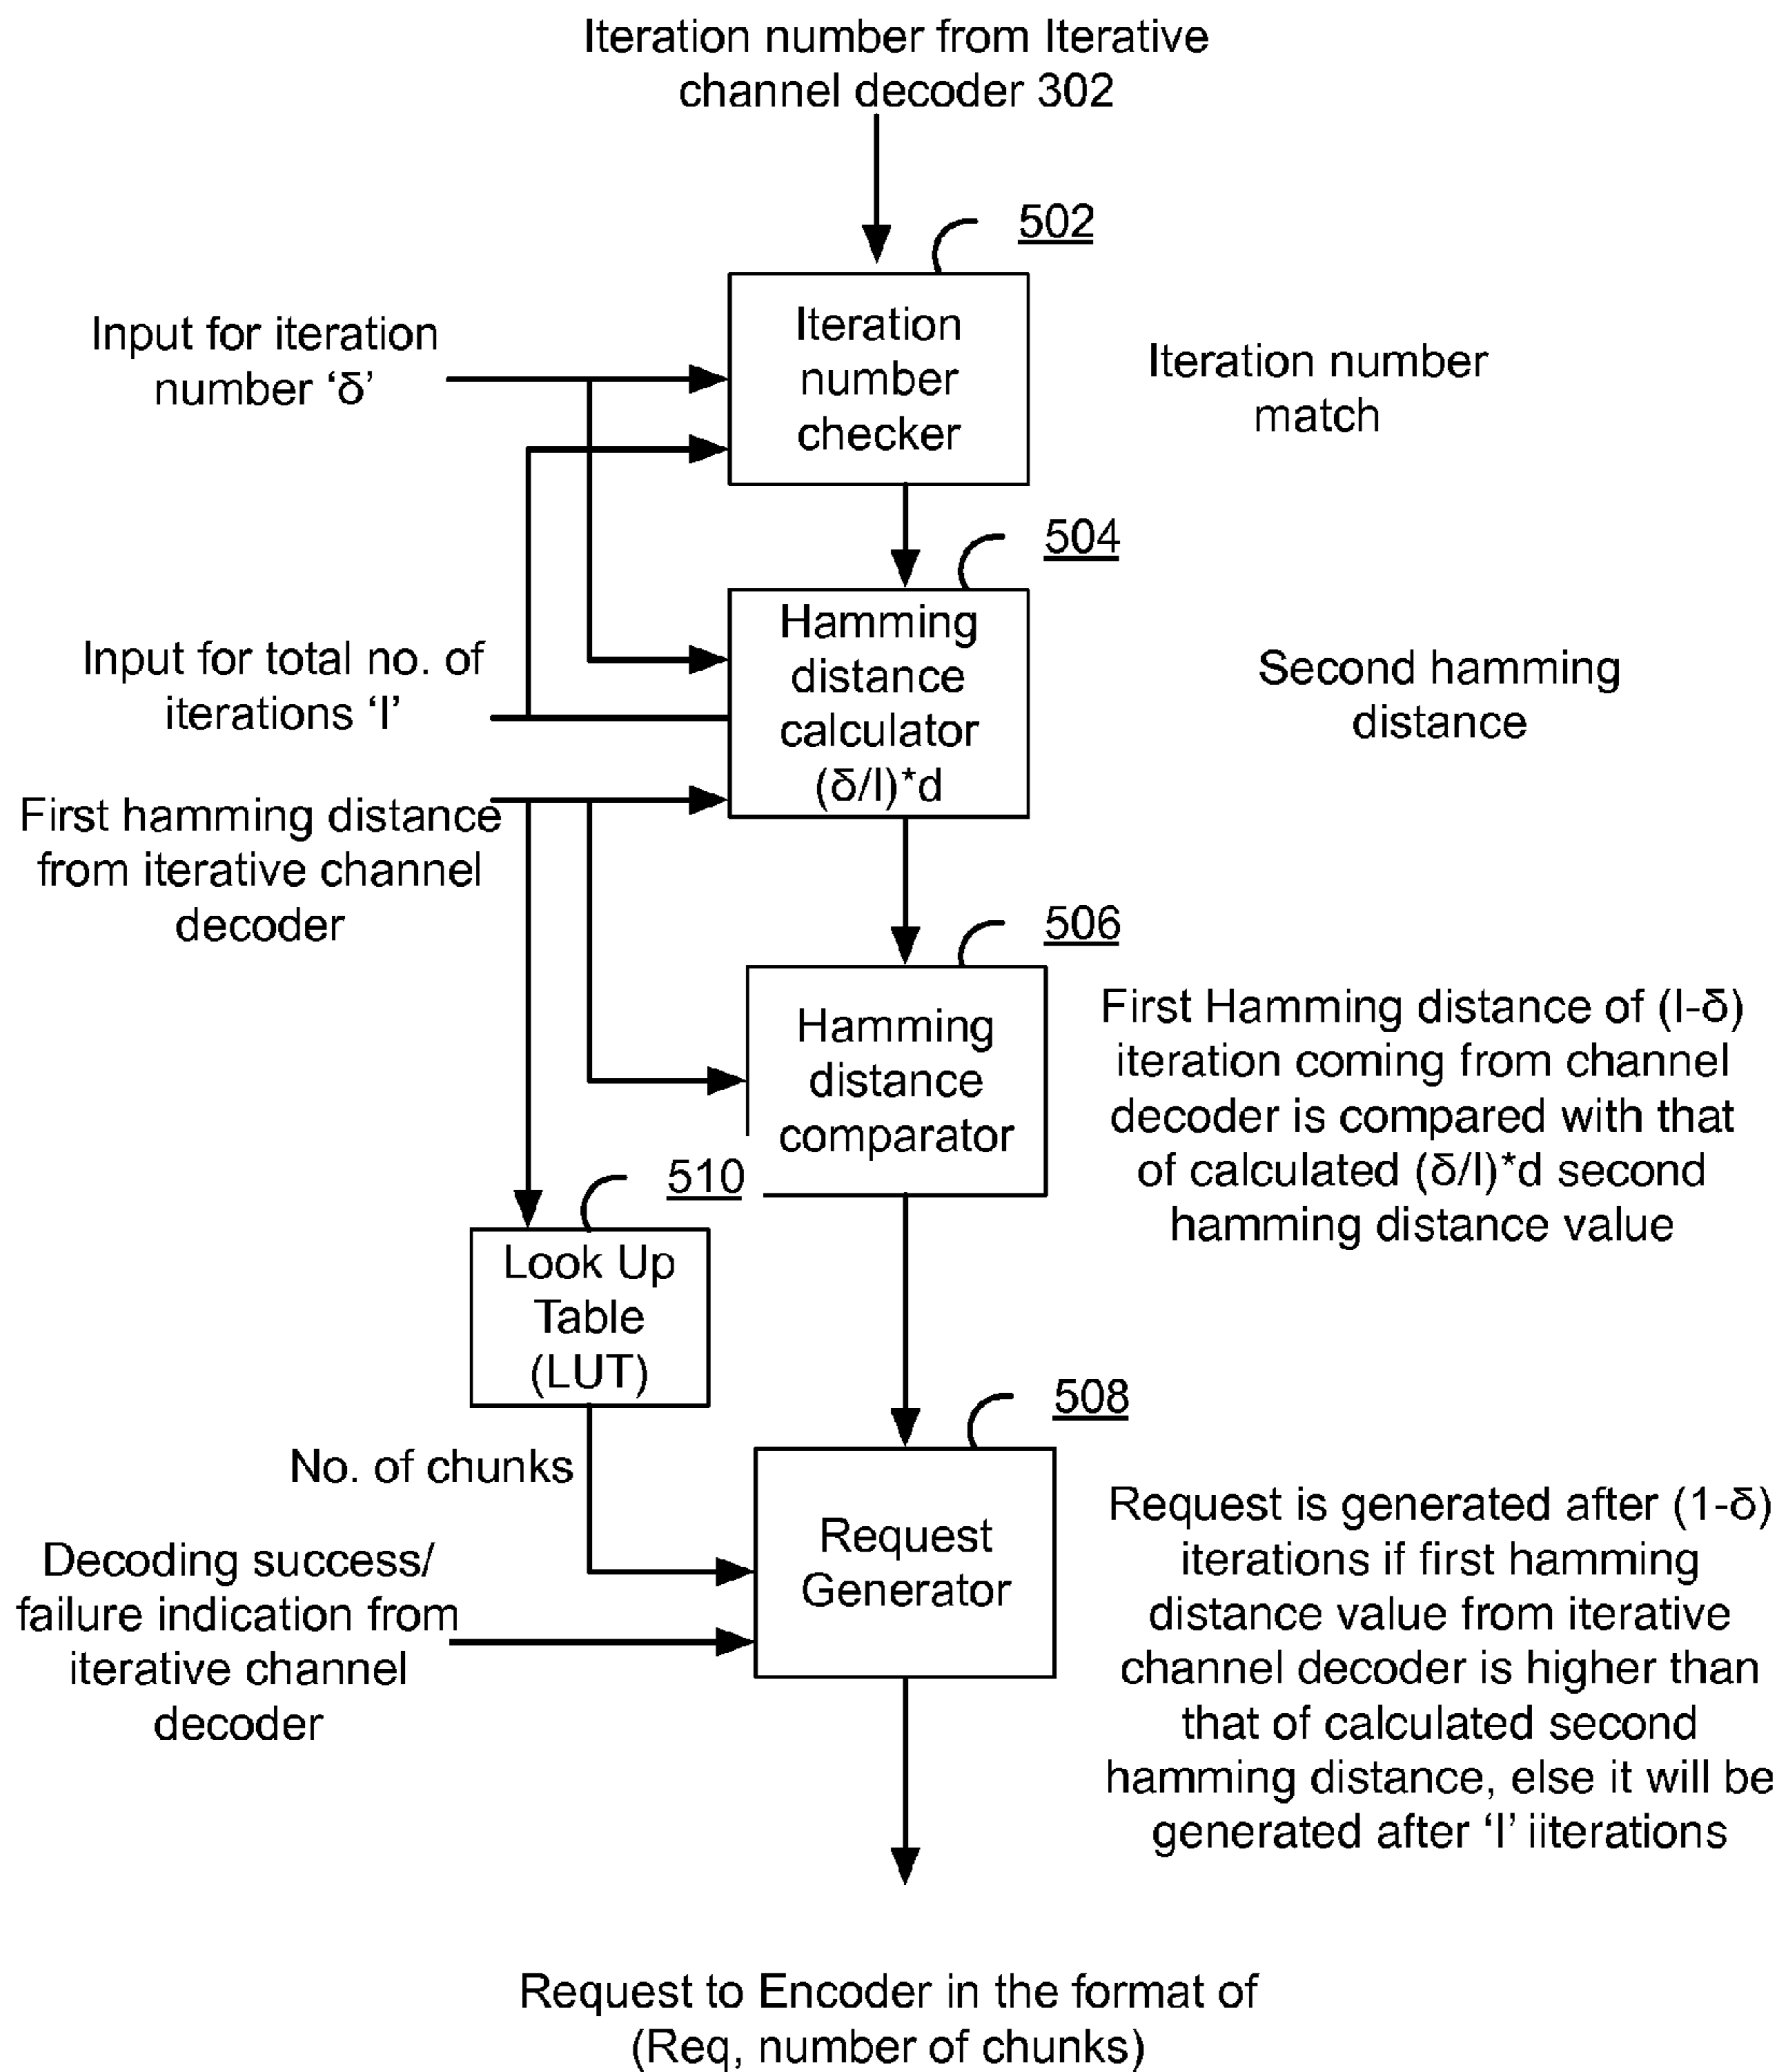 Iteration number from Iterative
channel decoder 302
502
Iteration
number
checker
Input for iteration
number ‘δ’
Iteration number
match
504
Hamming
distance
calculator
(δ/I)*d
Input for total no. of
iterations ‘I’
Second hamming
distance
First hamming distance
from iterative channel
decoder
506
Hamming
distance
comparator
First Hamming distance of (I-δ)
iteration coming from channel
decoder is compared with that
of calculated (δ/I)*d second
hamming distance value
510
Look Up
Table
(LUT)
No. of chunks
508
Request
Generator
Decoding success/
failure indication from
iterative channel
decoder
Request is generated after (1-δ)
iterations if first hamming
distance value from iterative
channel decoder is higher than
that of calculated second
hamming distance, else it will be
generated after ‘I’ iiterations
Request to Encoder in the format of
(Req, number of chunks)